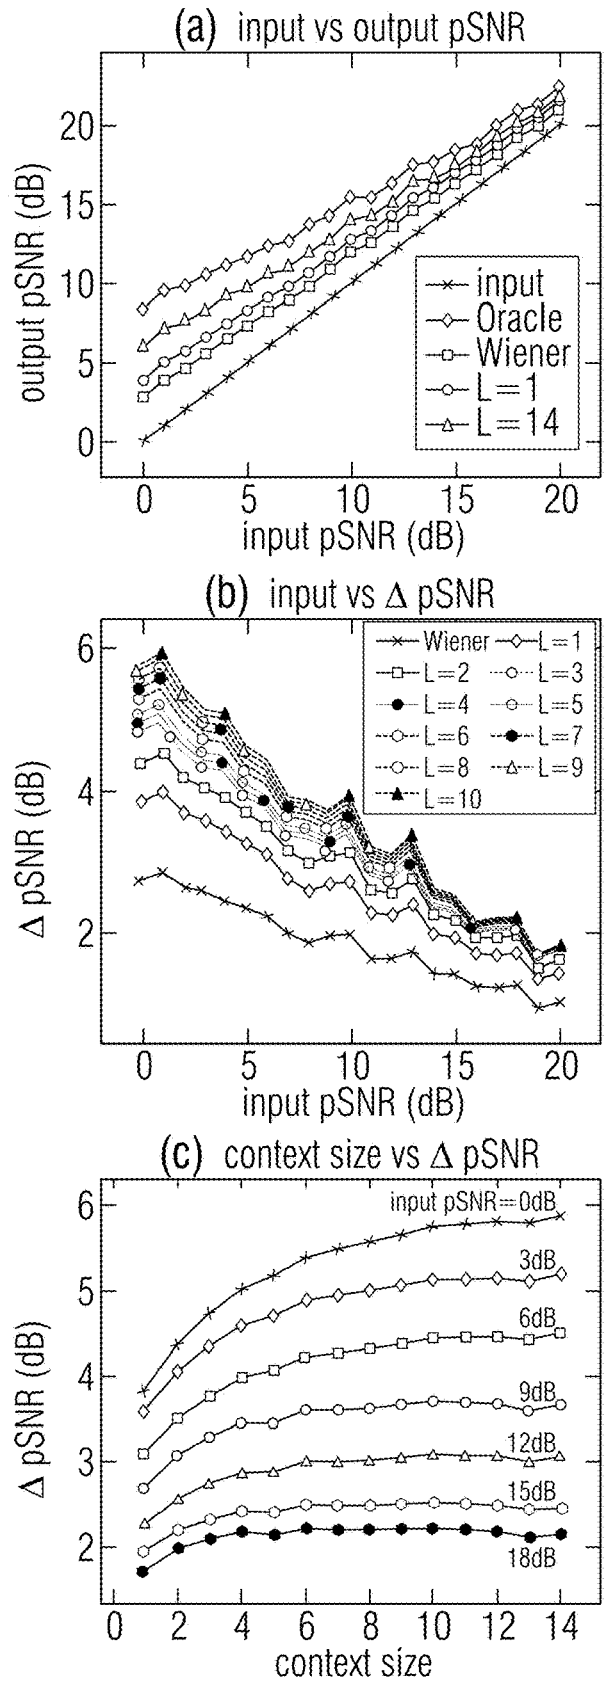 (a) input vs output pSNR
output pSNR (dB)
20
15
10
5
0
input
Oracle
Wiener
L=1
L=14
0 5 10 15 20
input pSNR (dB)
(b) input vs Δ pSNR
Δ pSNR (dB)
6
4
2
Wiener L=1
L=2 L=3
L=4 L=5
L=6 L=7
L=8 L=9
L=10
0 5 10 15 20
input pSNR (dB)
(c) context size vs Δ pSNR
Δ pSNR (dB)
6
5
4
3
2
input pSNR=0dB
3dB
6dB
9dB
12dB
15dB
18dB
0 2 4 6 8 10 12 14
context size